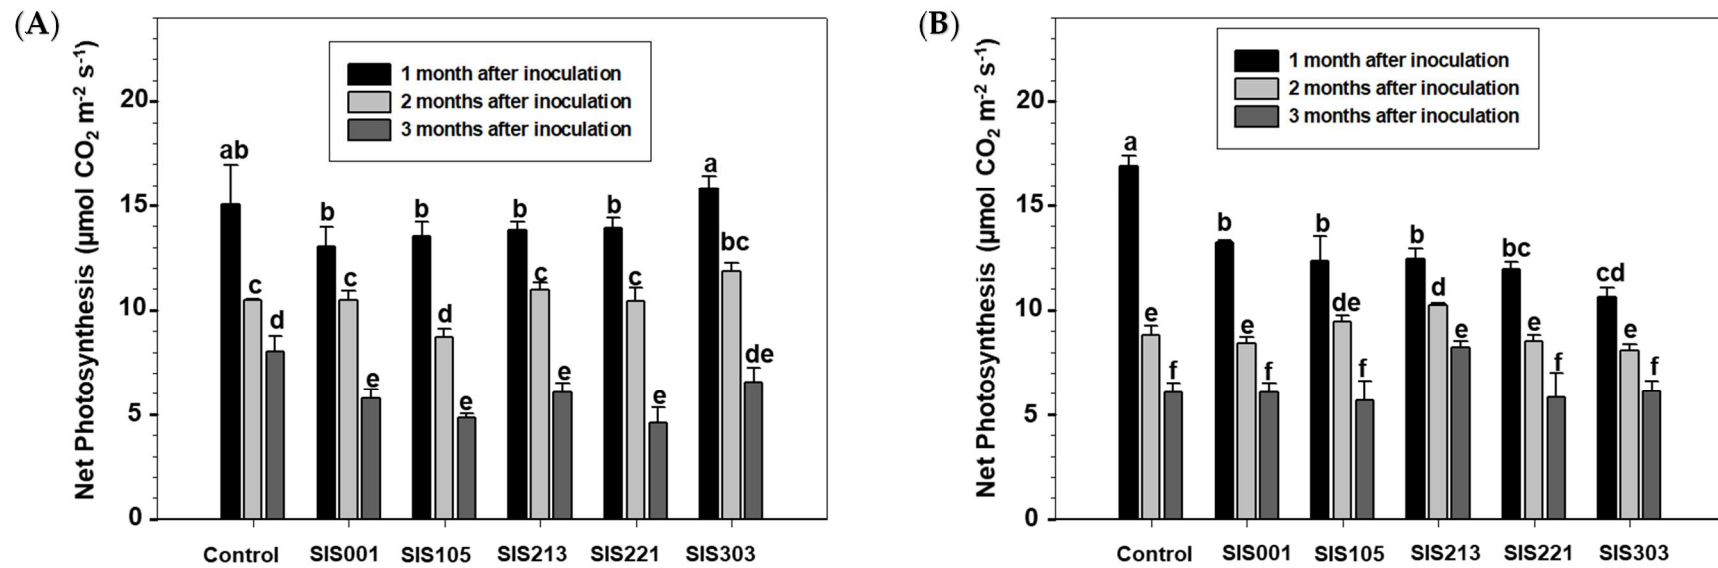 (A)
Net Photosynthesis (µmol CO₂ m⁻² s⁻¹)
20
15
10
5
0
1 month after inoculation
2 months after inoculation
3 months after inoculation
ab c d
b c e
b d e
b c e
b c e
a bc de
Control SIS001 SIS105 SIS213 SIS221 SIS303
(B)
Net Photosynthesis (µmol CO₂ m⁻² s⁻¹)
20
15
10
5
0
1 month after inoculation
2 months after inoculation
3 months after inoculation
a e f
b e f
b de f
b d e
bc e f
cd e f
Control SIS001 SIS105 SIS213 SIS221 SIS303